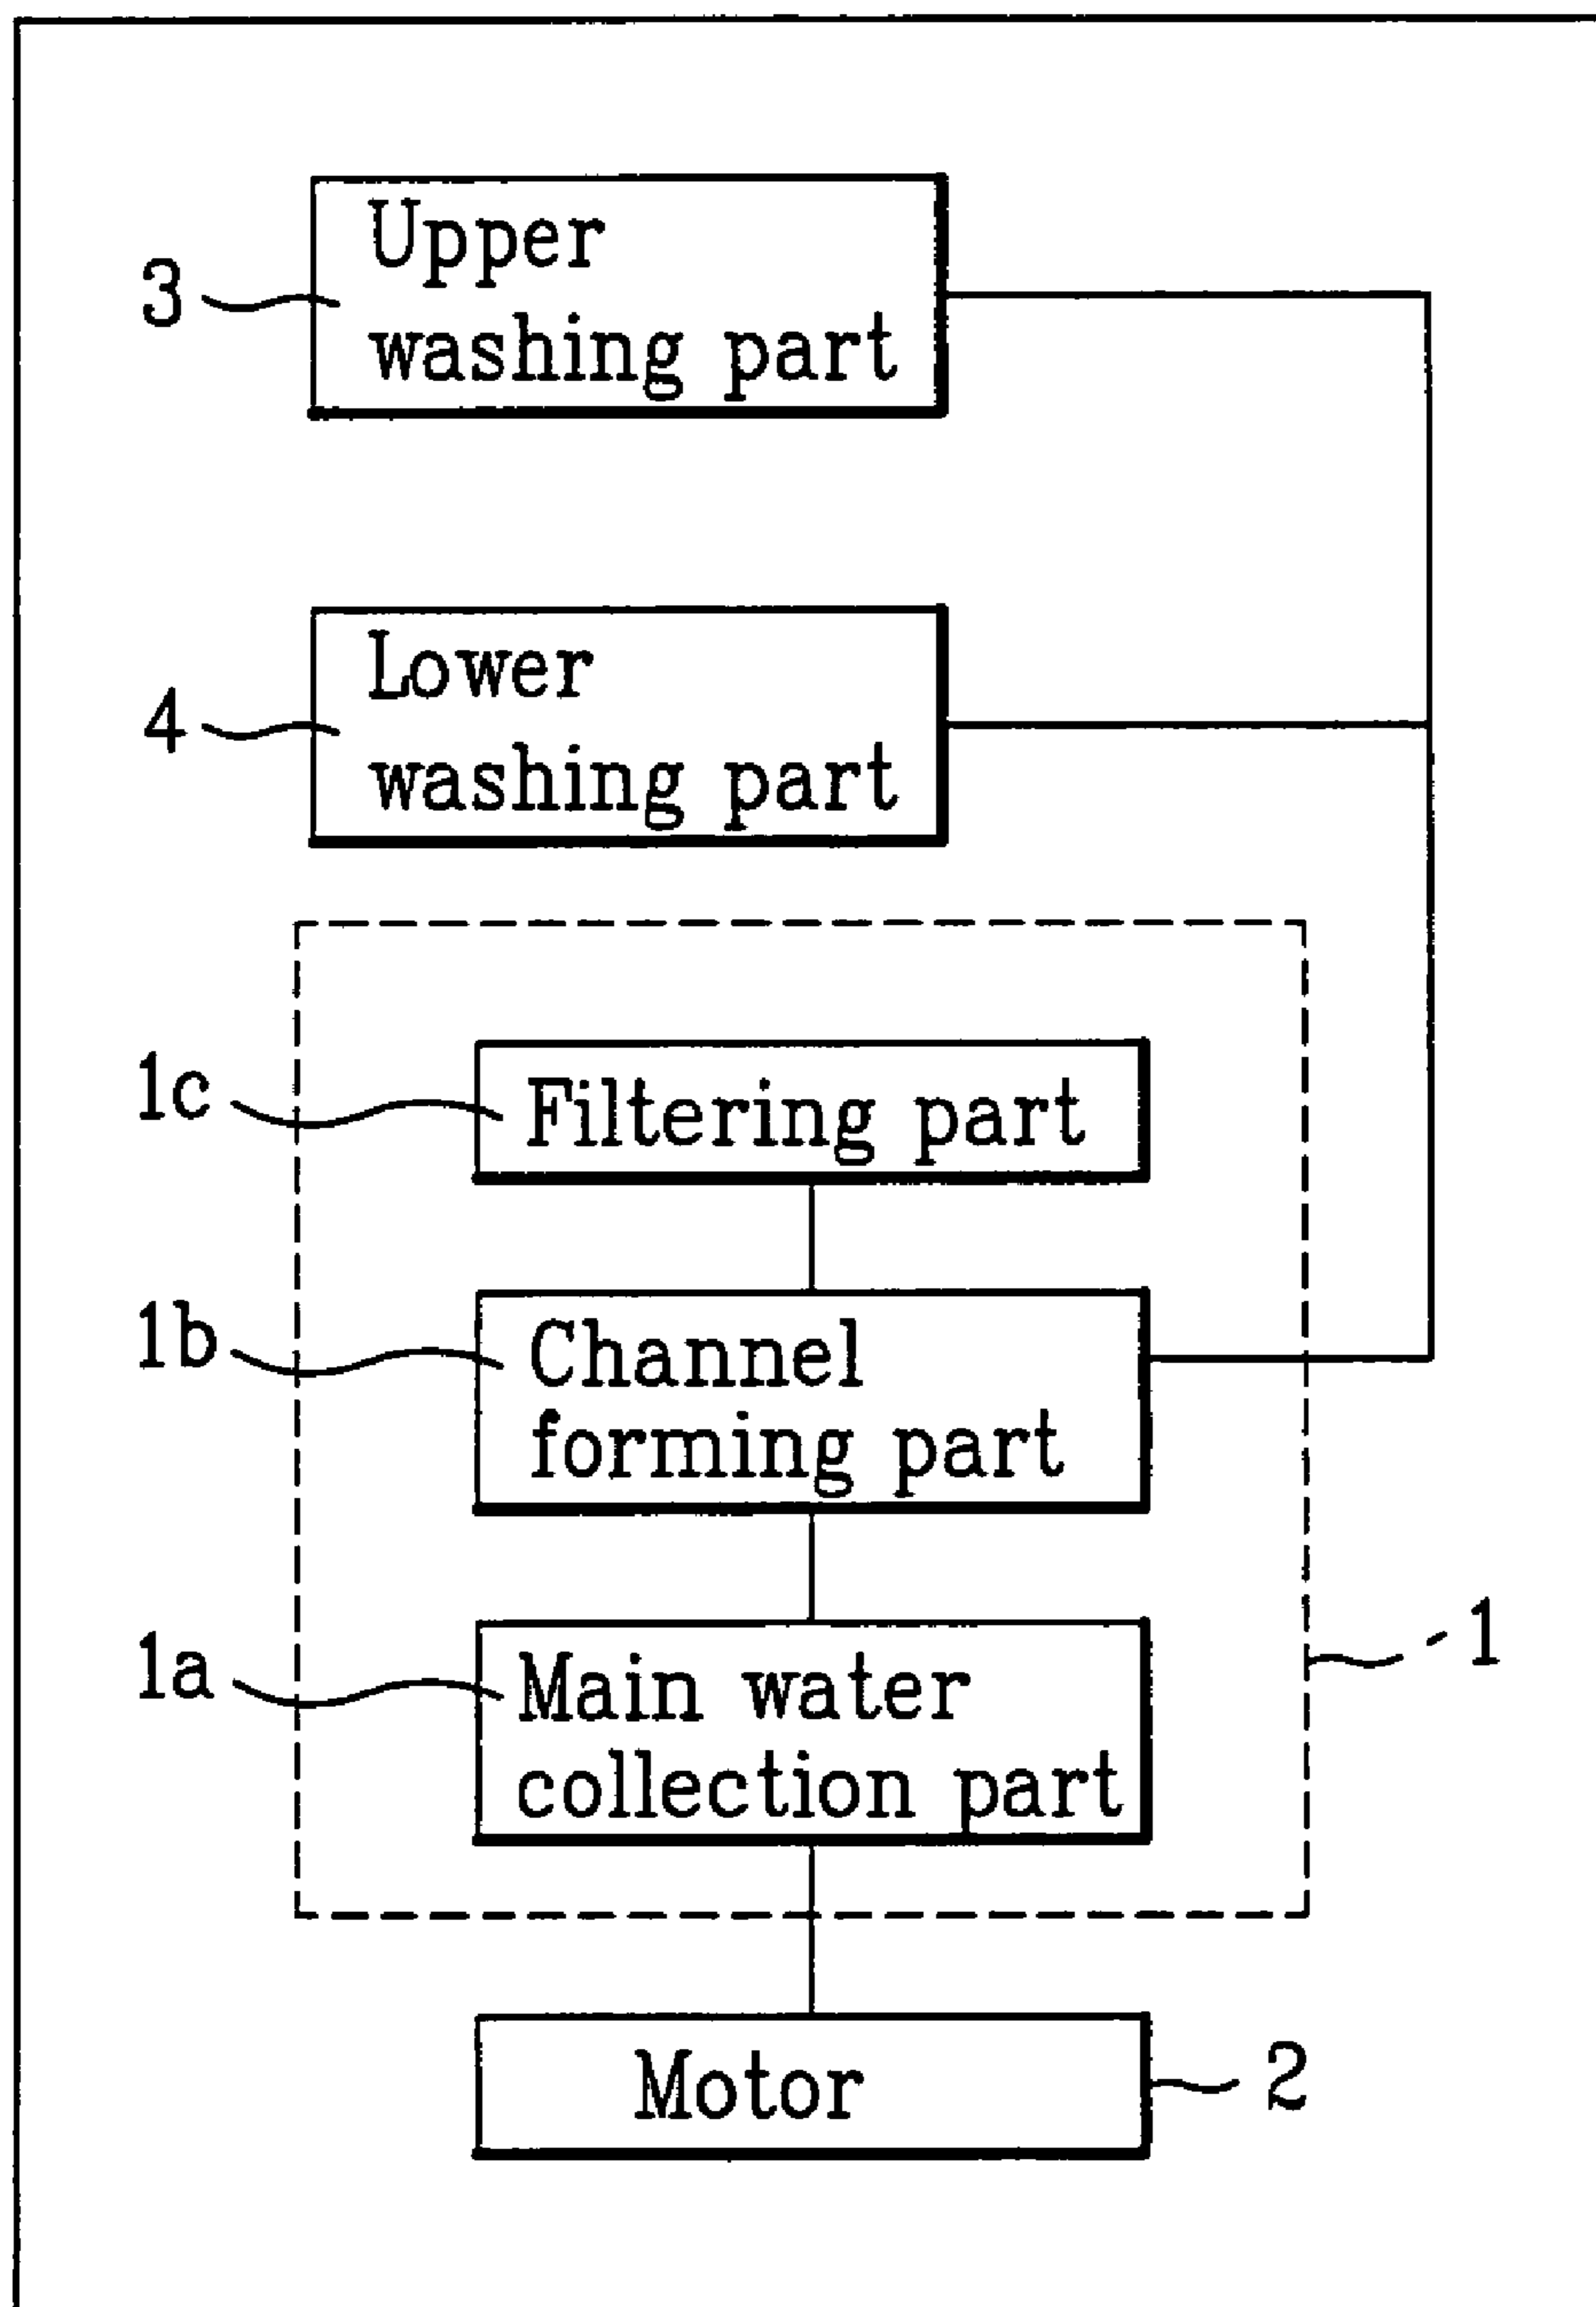 Upper
3
washing part
Lower
4
washing part
1c
Filtering part
1b
Channel
forming part
1
1a
Main water
collection part
Motor
2